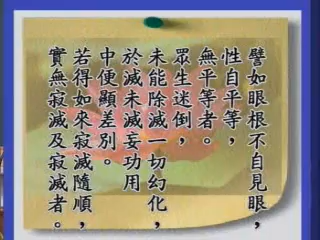 譬如眼根不自見眼，
性自平等，
無平等者。
眾生迷倒，
未能除滅一切幻化，
於滅未滅妄功用
中便顯差別。
若得如來寂滅隨順，
實無寂滅及寂滅者。